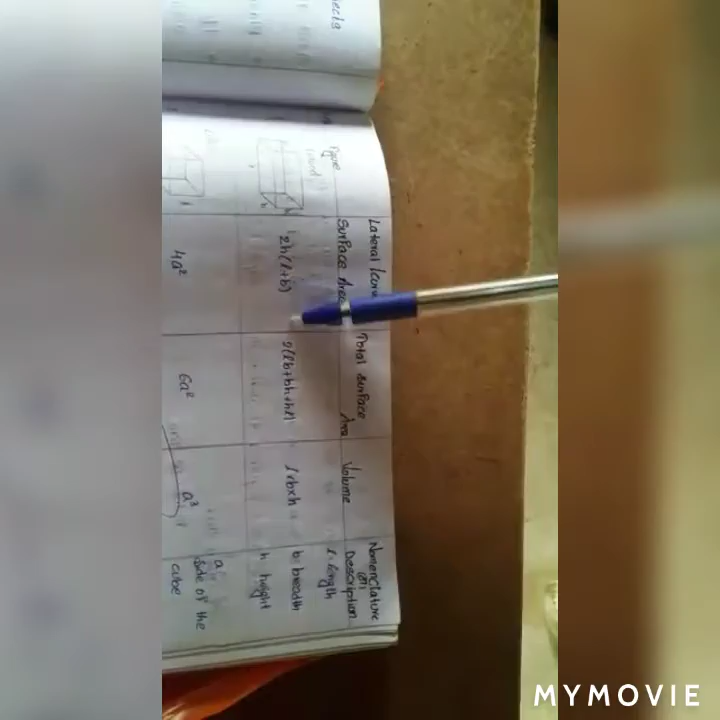 Figure
Lateral
Surface Area
Total surface
Area
Volume
Nomenclature
(or)
Description
2h(l+b)
2(lb+bh+hl)
l×b×h
l - length
b breadth
h height
4a²
6a²
a³
a
side of the
cube
MYMOVIE